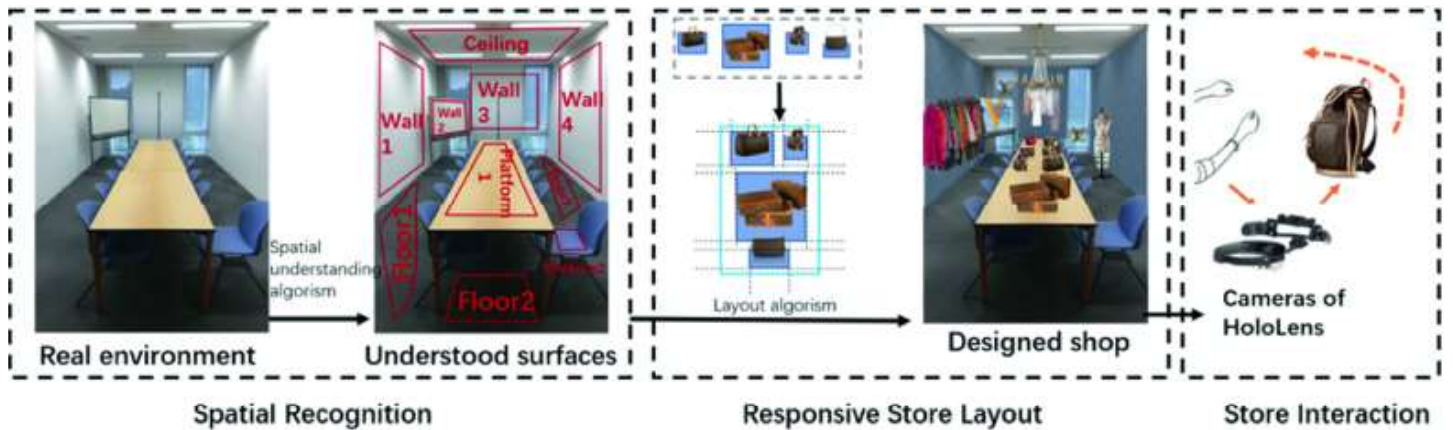 Ceiling
Wall
3
Wall
2
Wall
1
Wall
4
Platform
1
Floor1
Floor2
Spatial
understanding
algorism
Real environment
Understood surfaces
Layout algorism
Designed shop
Cameras of
HoloLens
Spatial Recognition
Responsive Store Layout
Store Interaction